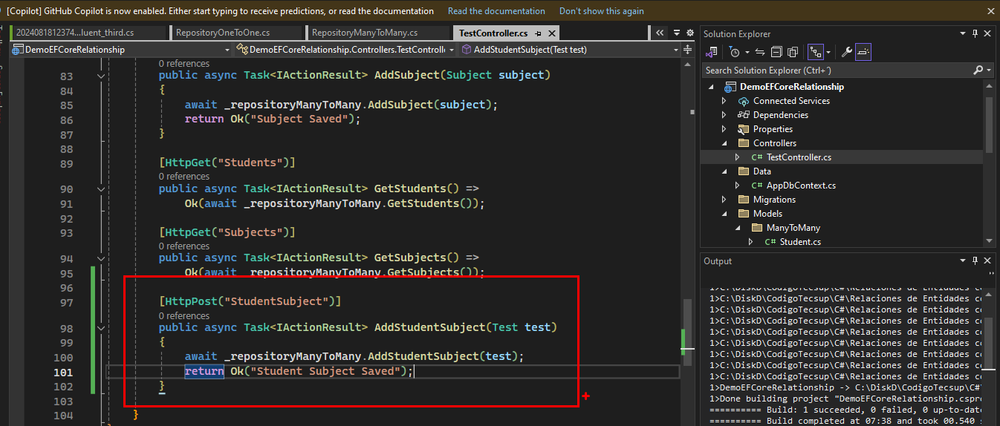 [Copilot] GitHub Copilot is now enabled. Either start typing to receive predictions, or read the documentation Read the documentation Don't show this again
2024081812374...luent_third.cs RepositoryOneToOne.cs RepositoryManyToMany.cs TestController.cs
DemoEFCoreRelationship DemoEFCoreRelationship.Controllers.TestControlle AddStudentSubject(Test test)
0 references
83 public async Task<IActionResult> AddSubject(Subject subject)
84 {
85 await _repositoryManyToMany.AddSubject(subject);
86 return Ok("Subject Saved");
87 }
88
89 [HttpGet("Students")]
0 references
90 public async Task<IActionResult> GetStudents() =>
91 Ok(await _repositoryManyToMany.GetStudents());
92
93 [HttpGet("Subjects")]
0 references
94 public async Task<IActionResult> GetSubjects() =>
95 Ok(await _repositoryManyToMany.GetSubjects());
96
97 [HttpPost("StudentSubject")]
0 references
98 public async Task<IActionResult> AddStudentSubject(Test test)
99 {
100 await _repositoryManyToMany.AddStudentSubject(test);
101 return Ok("Student Subject Saved");
102 }
103
104 }
Solution Explorer
Search Solution Explorer (Ctrl+´)
DemoEFCoreRelationship
Connected Services
Dependencies
Properties
Controllers
C# TestController.cs
Data
C# AppDbContext.cs
Migrations
Models
ManyToMany
C# Student.cs
Output
1>C:\DiskD\CodigoTecsup\C#\Relaciones de Entidades c
1>C:\DiskD\CodigoTecsup\C#\Relaciones de Entidades c
1>C:\DiskD\CodigoTecsup\C#\Relaciones de Entidades c
1>C:\DiskD\CodigoTecsup\C#\Relaciones de Entidades c
1>C:\DiskD\CodigoTecsup\C#\Relaciones de Entidades c
1>C:\DiskD\CodigoTecsup\C#\Relaciones de Entidades c
1>C:\DiskD\CodigoTecsup\C#\Relaciones de Entidades c
1>C:\DiskD\CodigoTecsup\C#\Relaciones de Entidades c
1>C:\DiskD\CodigoTecsup\C#\Relaciones de Entidades c
1>DemoEFCoreRelationship -> C:\DiskD\CodigoTecsup\C#\
1>Done building project "DemoEFCoreRelationship.cspro
========== Build: 1 succeeded, 0 failed, 0 up-to-dat
========== Build completed at 07:38 and took 00.540 s